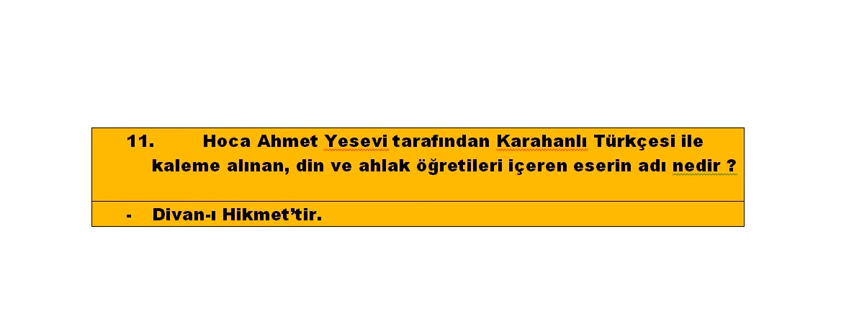 11. Hoca Ahmet Yesevi tarafından Karahanlı Türkçesi ile
kaleme alınan, din ve ahlak öğretileri içeren eserin adı nedir ?
- Divan-ı Hikmet’tir.